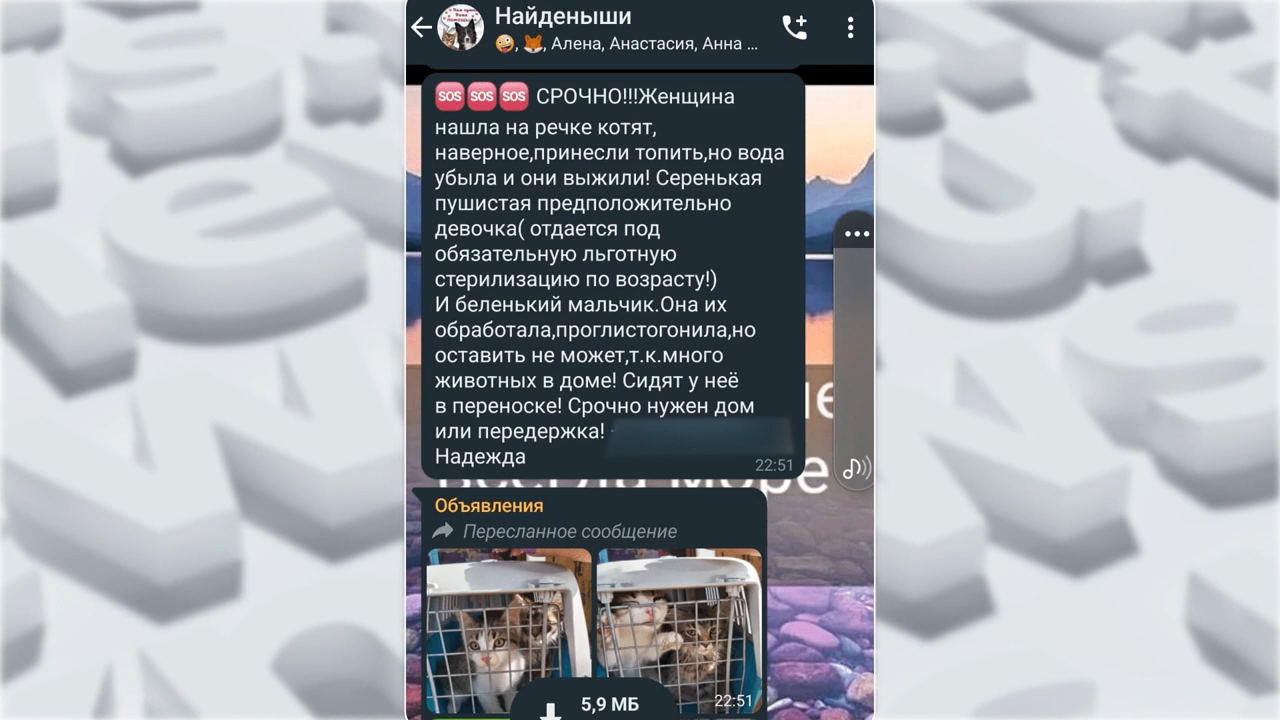 Найденыши
🤪, 🦊, Алена, Анастасия, Анна ...
🆘🆘🆘 СРОЧНО!!!Женщина
нашла на речке котят,
наверное,принесли топить,но вода
убыла и они выжили! Серенькая
пушистая предположительно
девочка( отдается под
обязательную льготную
стерилизацию по возрасту!)
И беленький мальчик.Она их
обработала,проглистогонила,но
оставить не может,т.к.много
животных в доме! Сидят у неё
в переноске! Срочно нужен дом
или передержка!
Надежда
22:51
море
Объявления
Пересланное сообщение
5,9 МБ
22:51